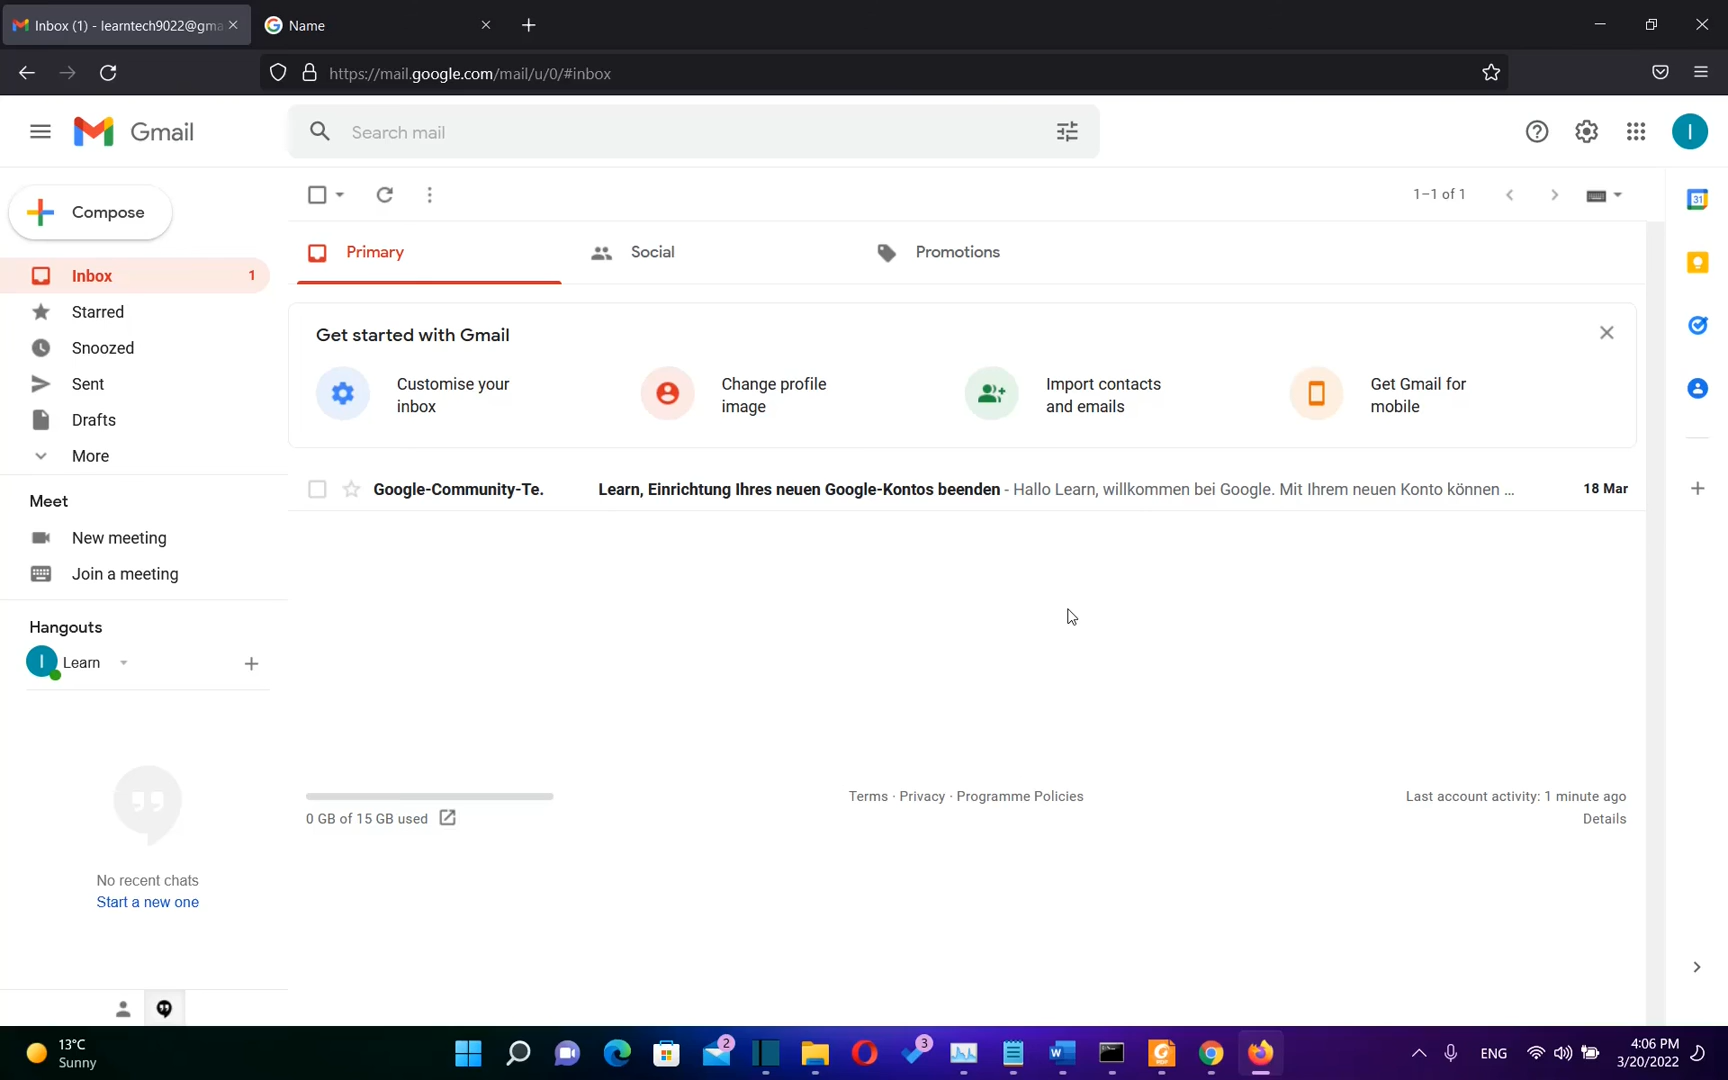 Inbox (1) - learntech9022@gma
Name
https://mail.google.com/mail/u/0/#inbox
Gmail
Search mail
Compose
1–1 of 1
31
Primary
Social
Promotions
Inbox 1
Starred
Snoozed
Sent
Drafts
More
Get started with Gmail
Customise your
inbox
Change profile
image
Import contacts
and emails
Get Gmail for
mobile
Google-Community-Te. Learn, Einrichtung Ihres neuen Google-Kontos beenden - Hallo Learn, willkommen bei Google. Mit Ihrem neuen Konto können ... 18 Mar
Meet
New meeting
Join a meeting
Hangouts
I Learn
No recent chats
Start a new one
0 GB of 15 GB used
Terms · Privacy · Programme Policies
Last account activity: 1 minute ago
Details
13°C
Sunny
2
3
ENG
4:06 PM
3/20/2022